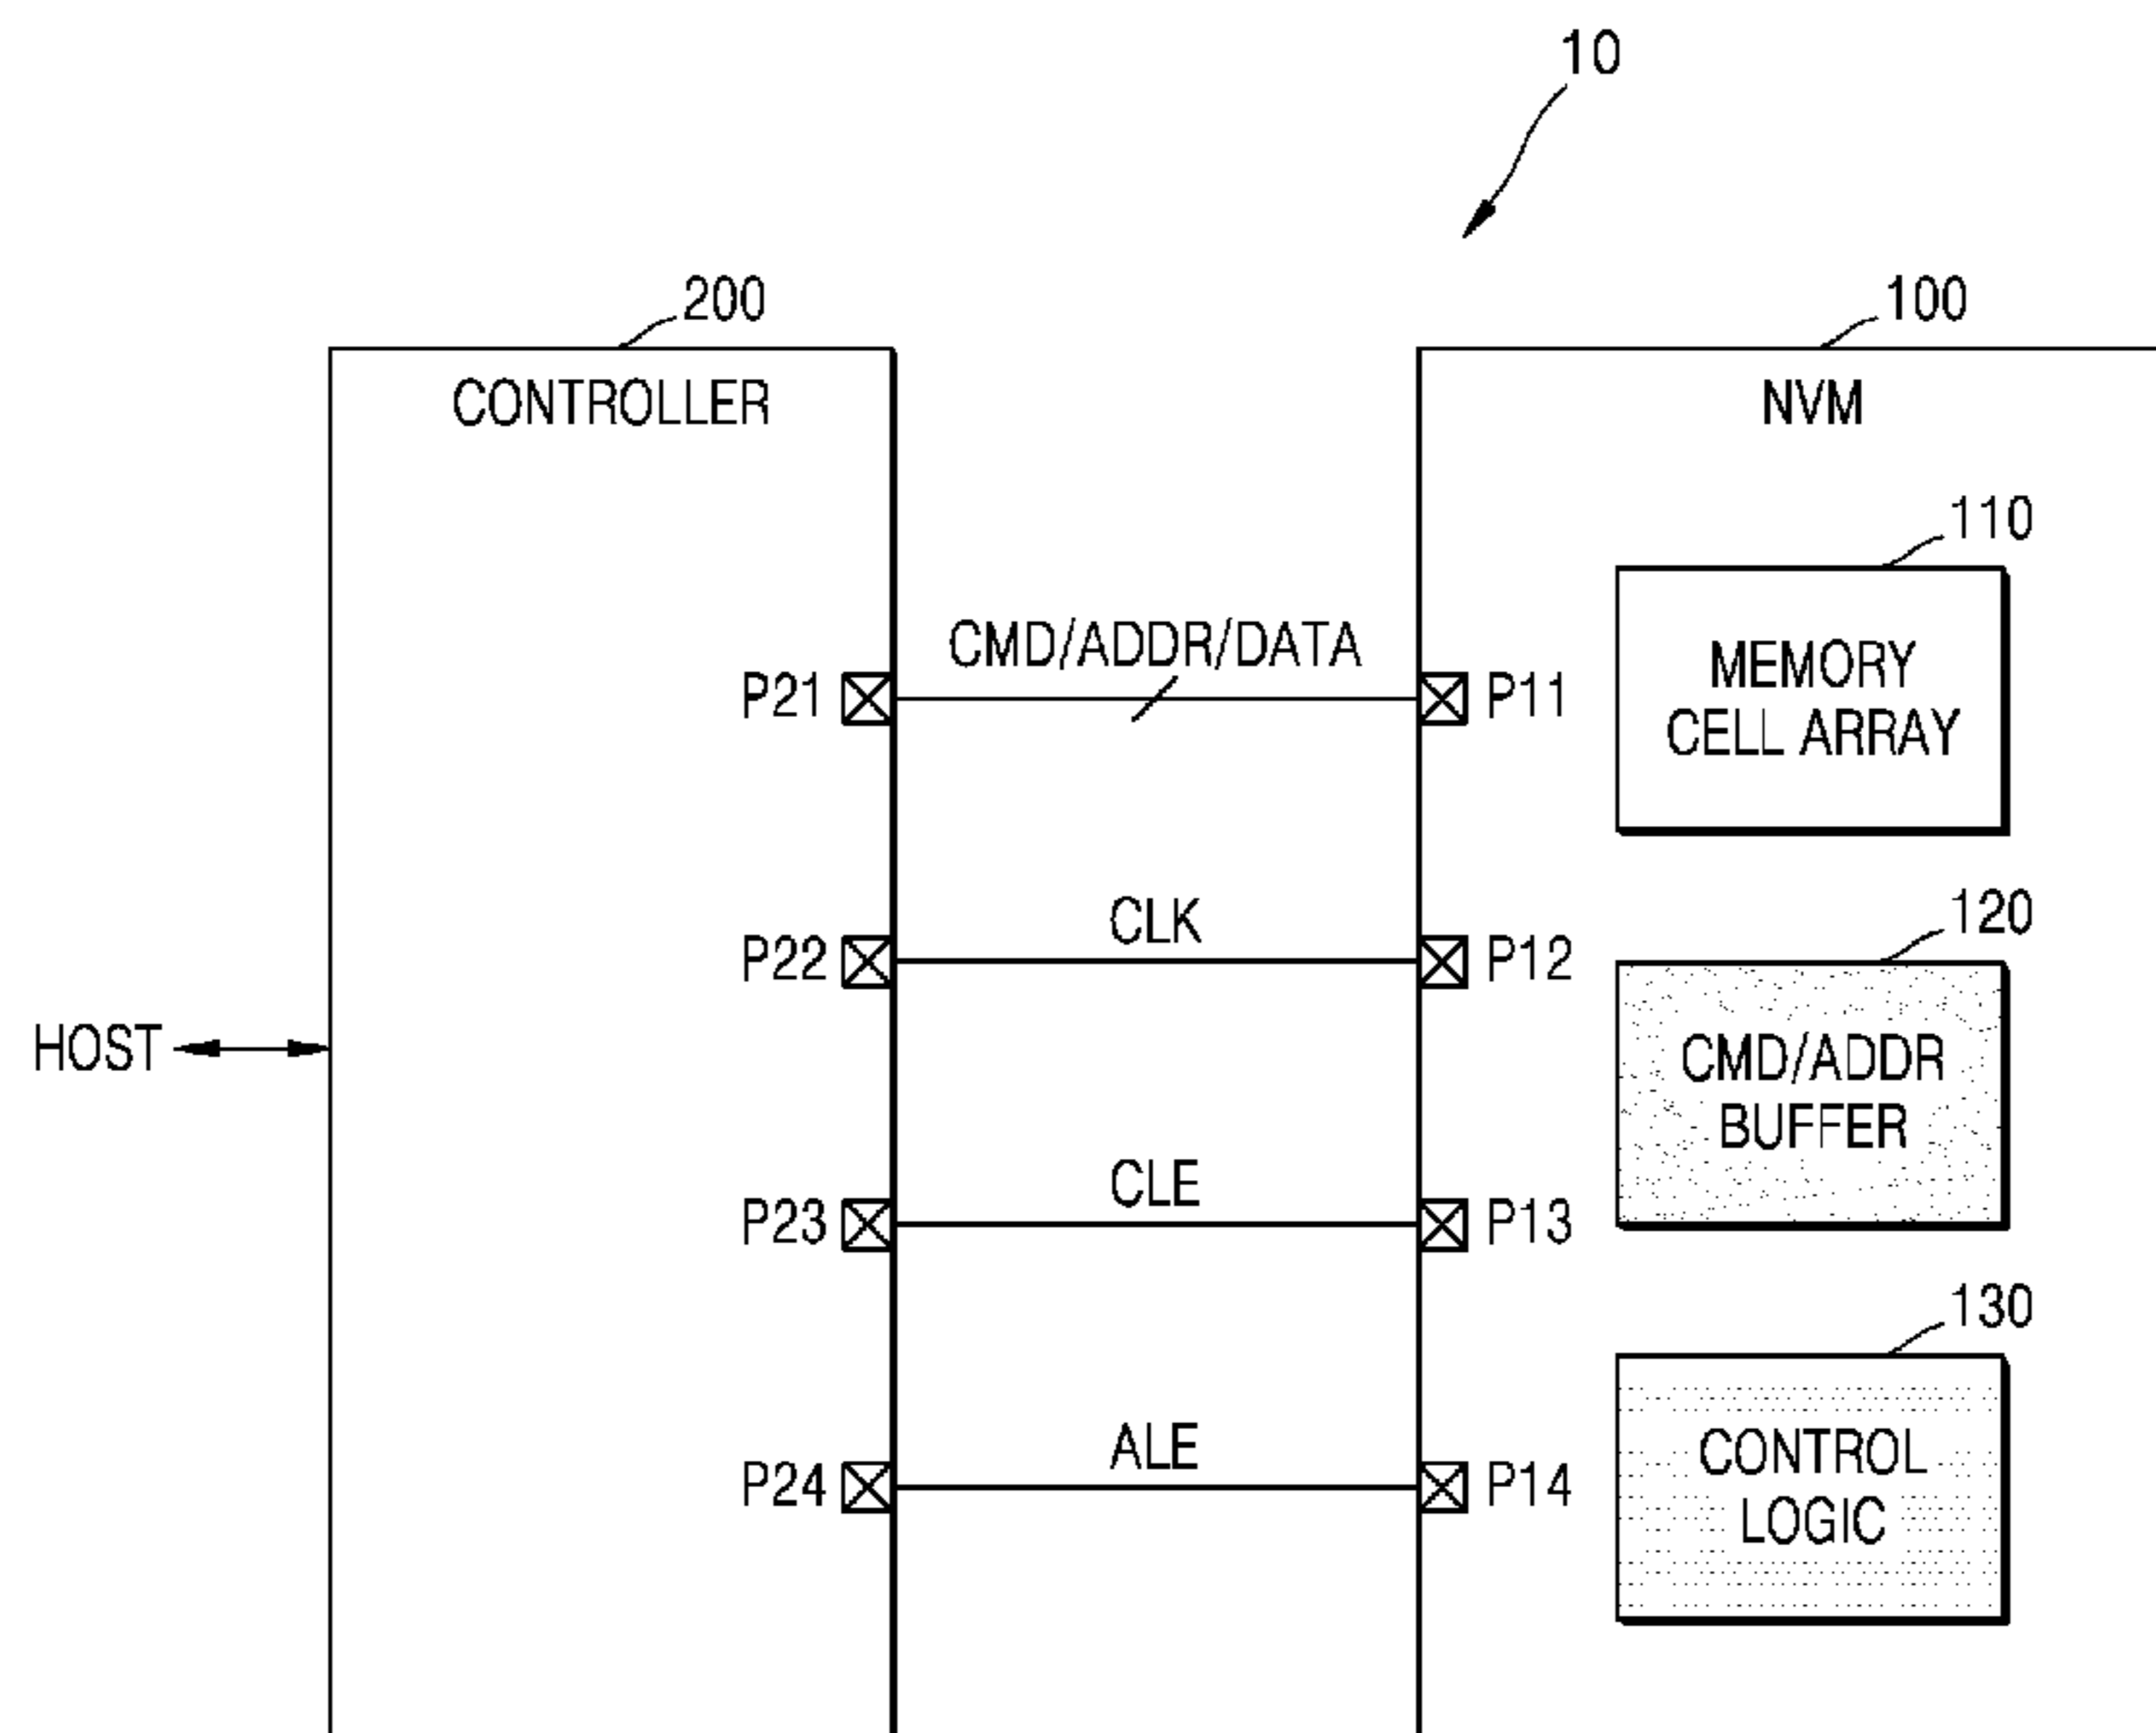 10
200
100
CONTROLLER
NVM
110
CMD/ADDR/DATA
MEMORY
CELL ARRAY
P21
P11
120
CLK
P22
P12
HOST
CMD/ADDR
BUFFER
CLE
P23
P13
130
ALE
CONTROL
LOGIC
P24
P14